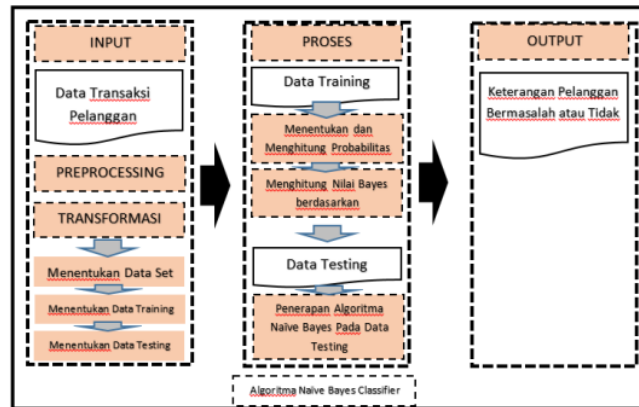 INPUT
Data Transaksi
Pelanggan
PREPROCESSING
TRANSFORMASI
Menentukan Data Set
Menentukan Data Training
Menentukan Data Testing
PROSES
Data Training
Menentukan dan
Menghitung Probabilitas
Menghitung Nilai Bayes
berdasarkan
Data Testing
Penerapan Algoritma
Naïve Bayes Pada Data
Testing
OUTPUT
Keterangan Pelanggan
Bermasalah atau Tidak
Algoritma Naïve Bayes Classifier